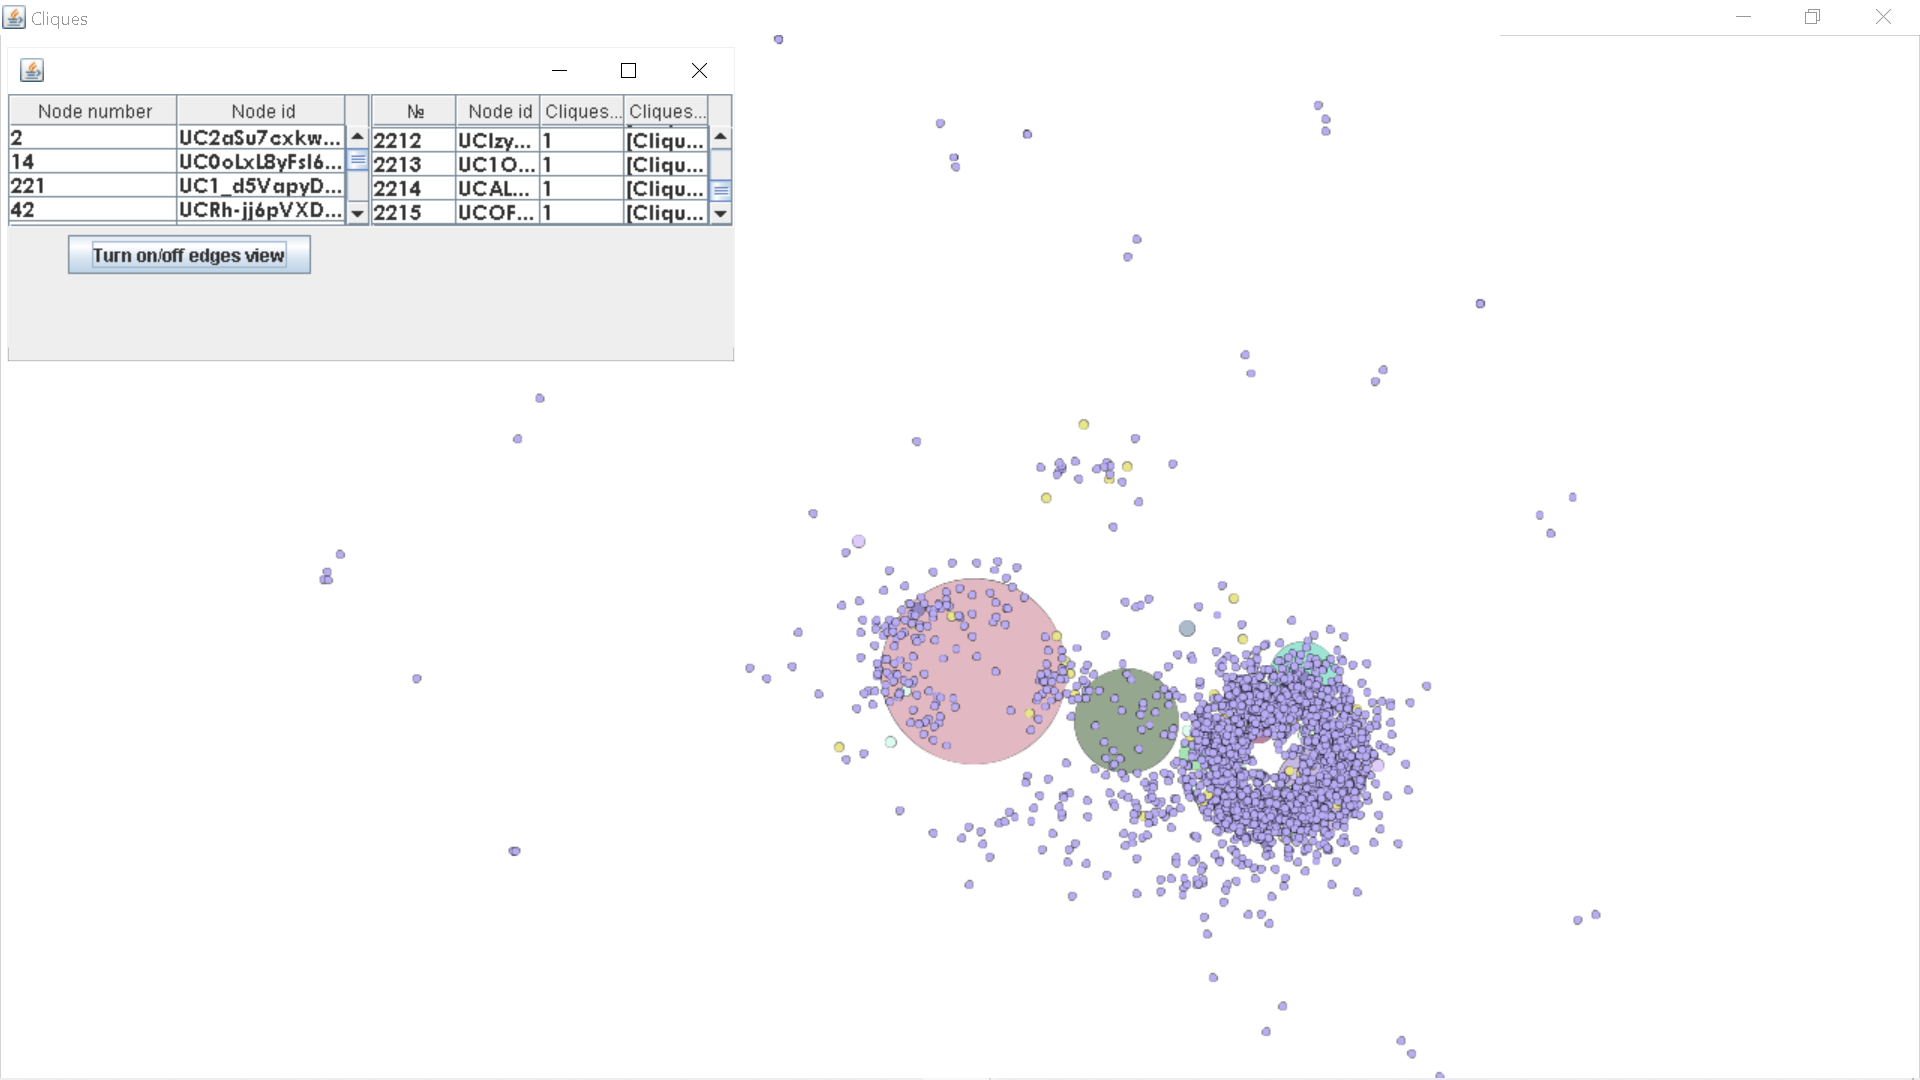 Cliques
Node number Node id
2 UC2aSu7cxkw...
14 UC0oLxL8yFsI6...
221 UC1_d5VapyD...
42 UCRh-jj6pVXD...
№ Node id Cliques... Cliques...
2212 UCIzy... 1 [Cliqu...
2213 UC1O... 1 [Cliqu...
2214 UCAL... 1 [Cliqu...
2215 UCOF... 1 [Cliqu...
Turn on/off edges view